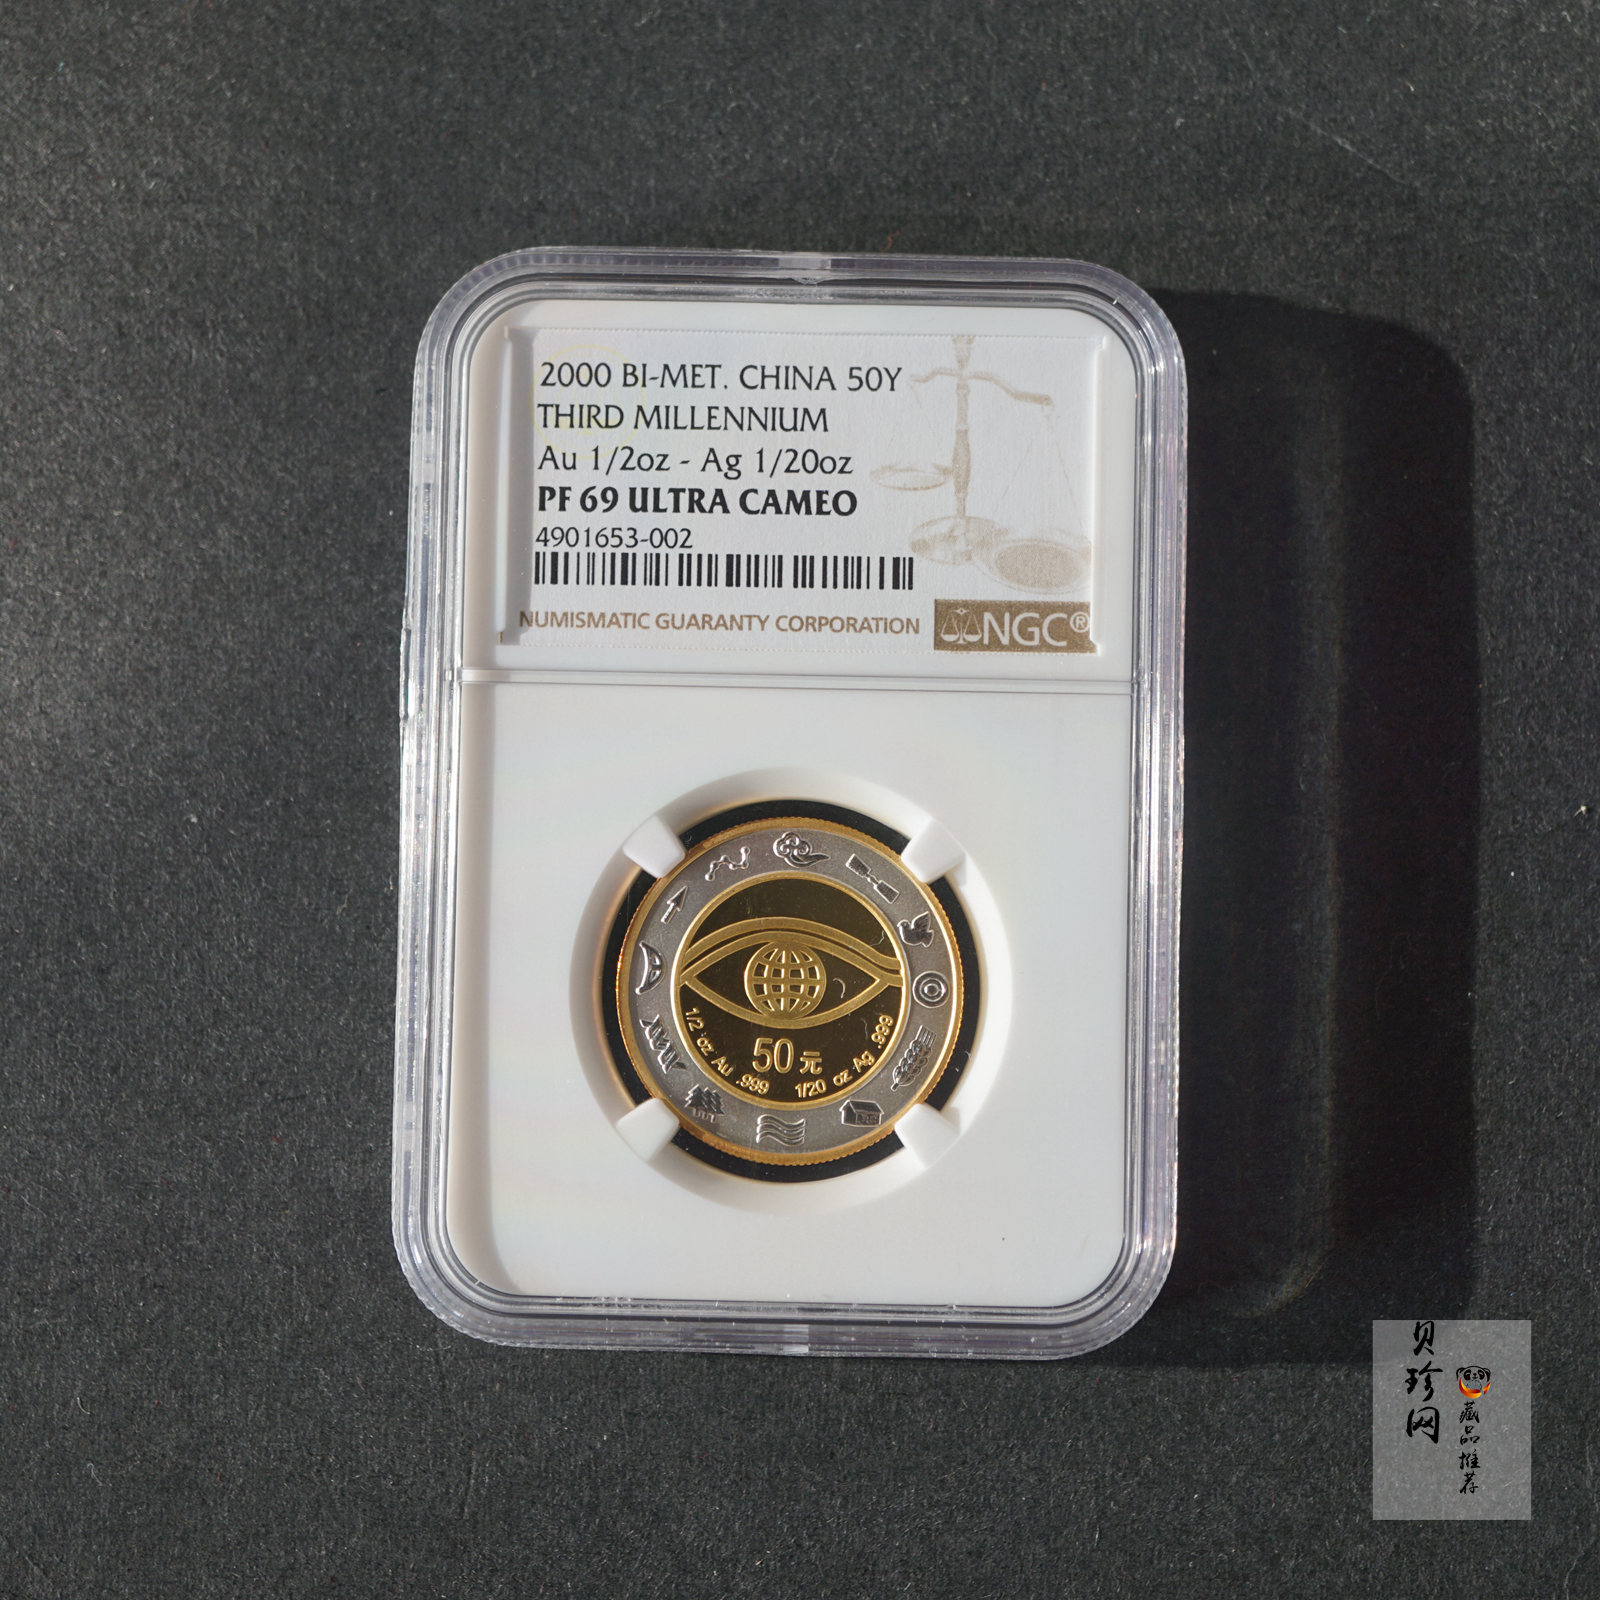 2000 BI-MET. CHINA 50Y
THIRD MILLENNIUM
Au 1/2oz - Ag 1/20oz
PF 69 ULTRA CAMEO
4901653-002
NUMISMATIC GUARANTY CORPORATION
NGC®
50元
1/2 oz Au .999
1/20 oz Ag .999
贝珍网
藏品推荐